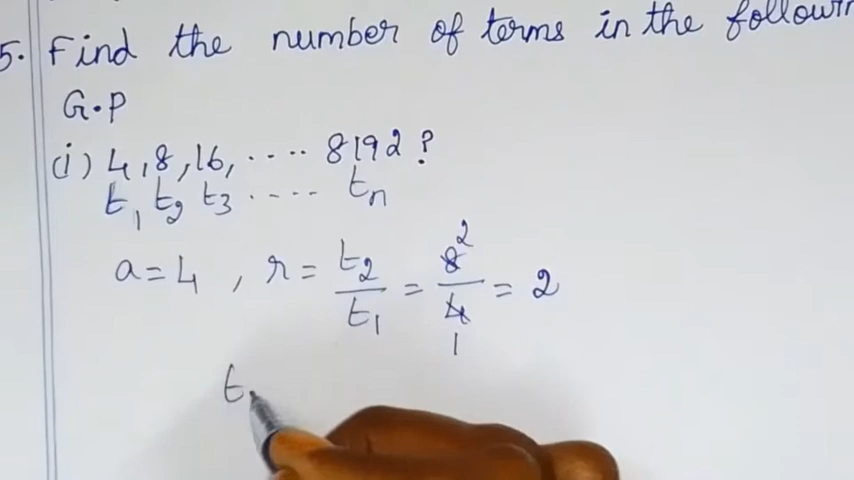 5. Find the number of terms in the
G.P
(i) 4, 8, 16, .... 8192 ?
t1 t2 t3 .... tn
a = 4 , r = t2/t1 = 8 2/4 1 = 2
t